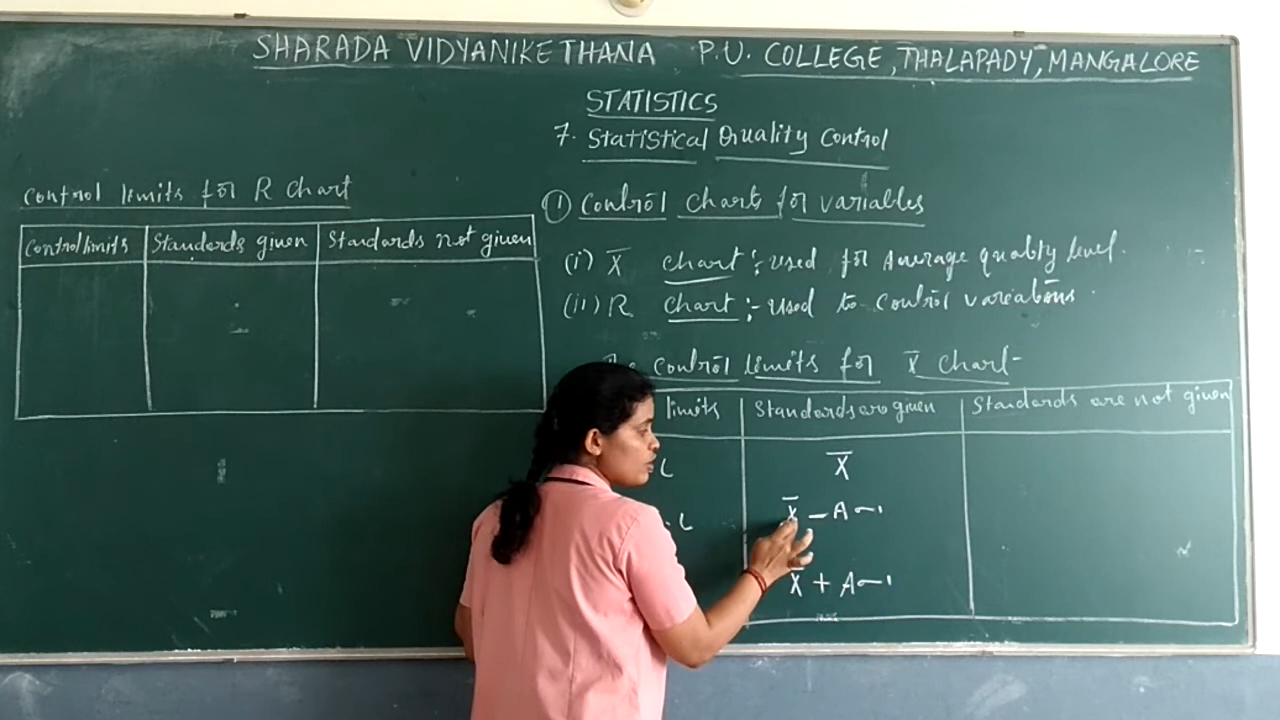 SHARADA VIDYANIKETHANA P.U. COLLEGE, THALAPADY, MANGALORE
STATISTICS
7. Statistical Quality Control
Control limits for R chart
Control limits Standards given Standards not given
① Control charts for variables
(i) X̅ chart :- used for Average quality level.
(ii) R chart :- used to control variations.
control limits for X̅ chart
limits Standards are given Standards are not given
L X̅
L X̅ - A
X̅ + A